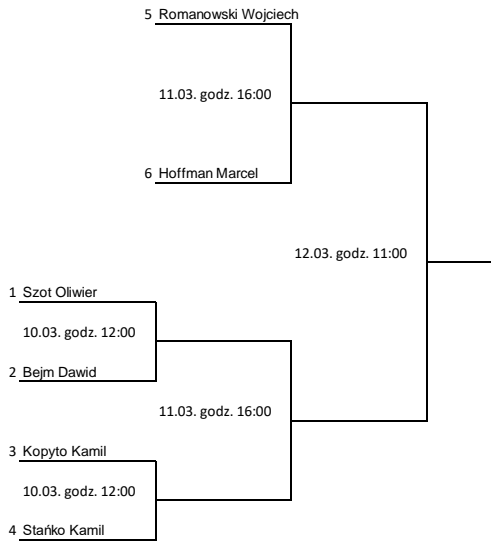 5 Romanowski Wojciech
11.03. godz. 16:00
6 Hoffman Marcel
12.03. godz. 11:00
1 Szot Oliwier
10.03. godz. 12:00
2 Bejm Dawid
11.03. godz. 16:00
3 Kopyto Kamil
10.03. godz. 12:00
4 Stańko Kamil